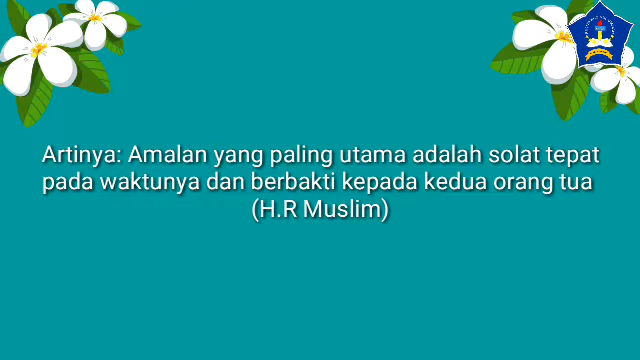 Artinya: Amalan yang paling utama adalah solat tepat
pada waktunya dan berbakti kepada kedua orang tua
(H.R Muslim)